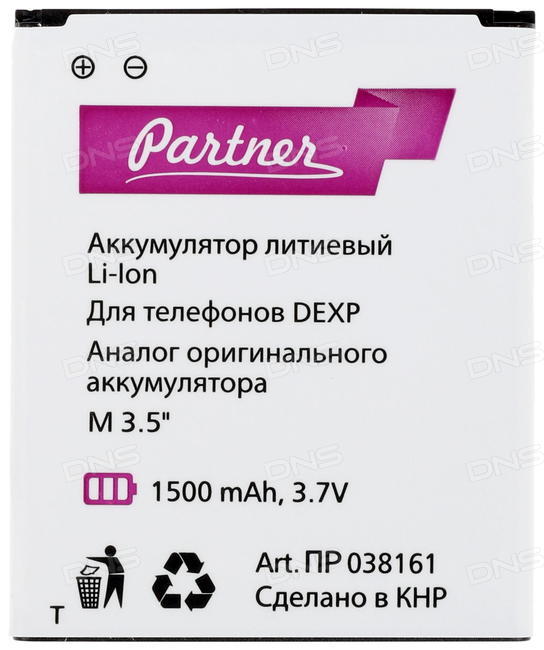 Partner
Аккумулятор литиевый
Li-Ion
Для телефонов DEXP
Аналог оригинального
аккумулятора
M 3.5"
1500 mAh, 3.7V
Art. ПР 038161
Сделано в КНР
T
DNS